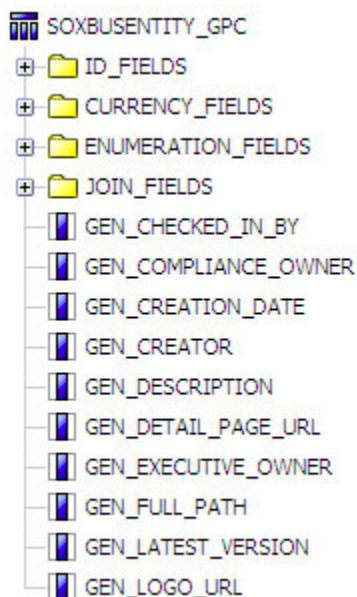 SOXBUSENTITY_GPC
ID_FIELDS
CURRENCY_FIELDS
ENUMERATION_FIELDS
JOIN_FIELDS
GEN_CHECKED_IN_BY
GEN_COMPLIANCE_OWNER
GEN_CREATION_DATE
GEN_CREATOR
GEN_DESCRIPTION
GEN_DETAIL_PAGE_URL
GEN_EXECUTIVE_OWNER
GEN_FULL_PATH
GEN_LATEST_VERSION
GEN_LOGO_URL